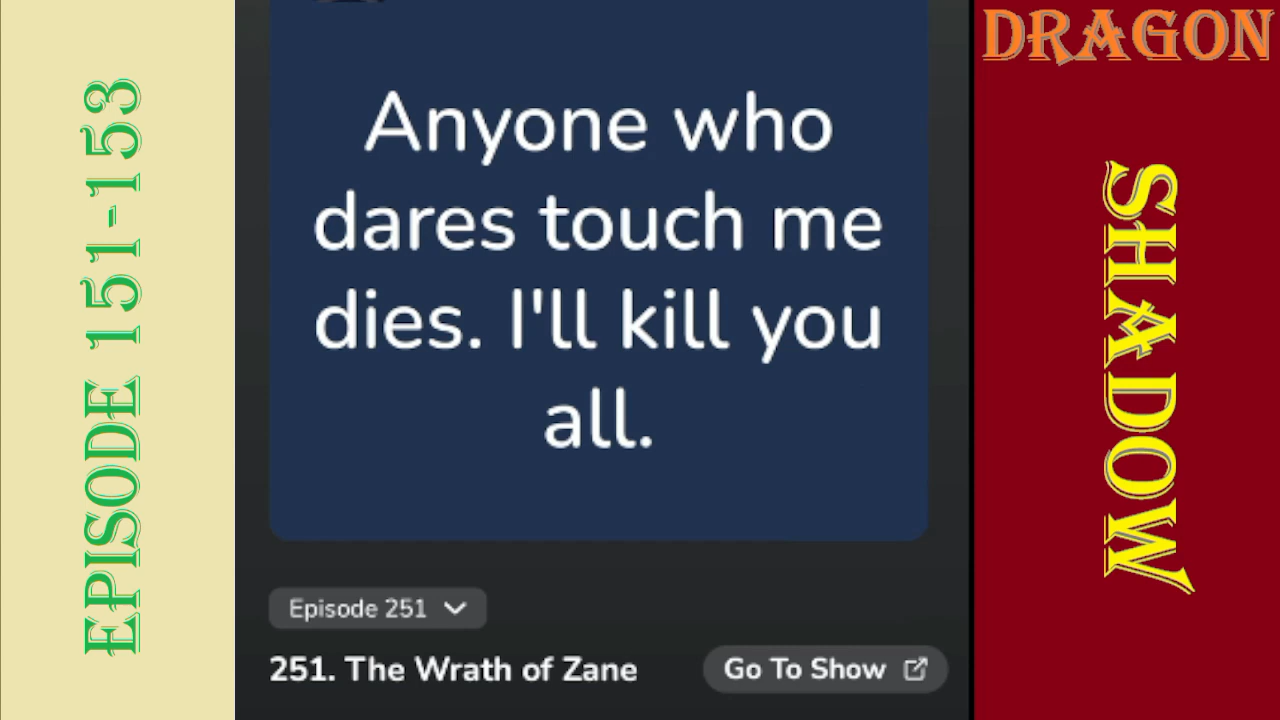 EPISODE 151-153
Anyone who
dares touch me
dies. I'll kill you
all.
Episode 251
251. The Wrath of Zane
Go To Show
DRAGON
SHADOW